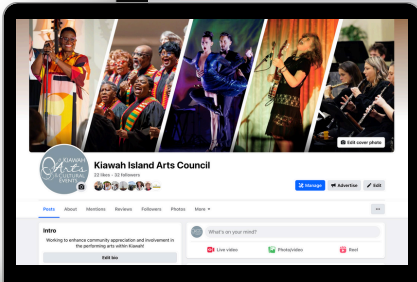 Edit cover photo
KIAWAH
Arts
& CULTURAL
EVENTS
Kiawah Island Arts Council
22 likes • 32 followers
Manage
Advertise
Edit
Posts
About
Mentions
Reviews
Followers
Photos
More
Intro
Working to enhance community appreciation and involvement in
the performing arts within Kiawah!
Edit bio
What's on your mind?
Live video
Photo/video
Reel